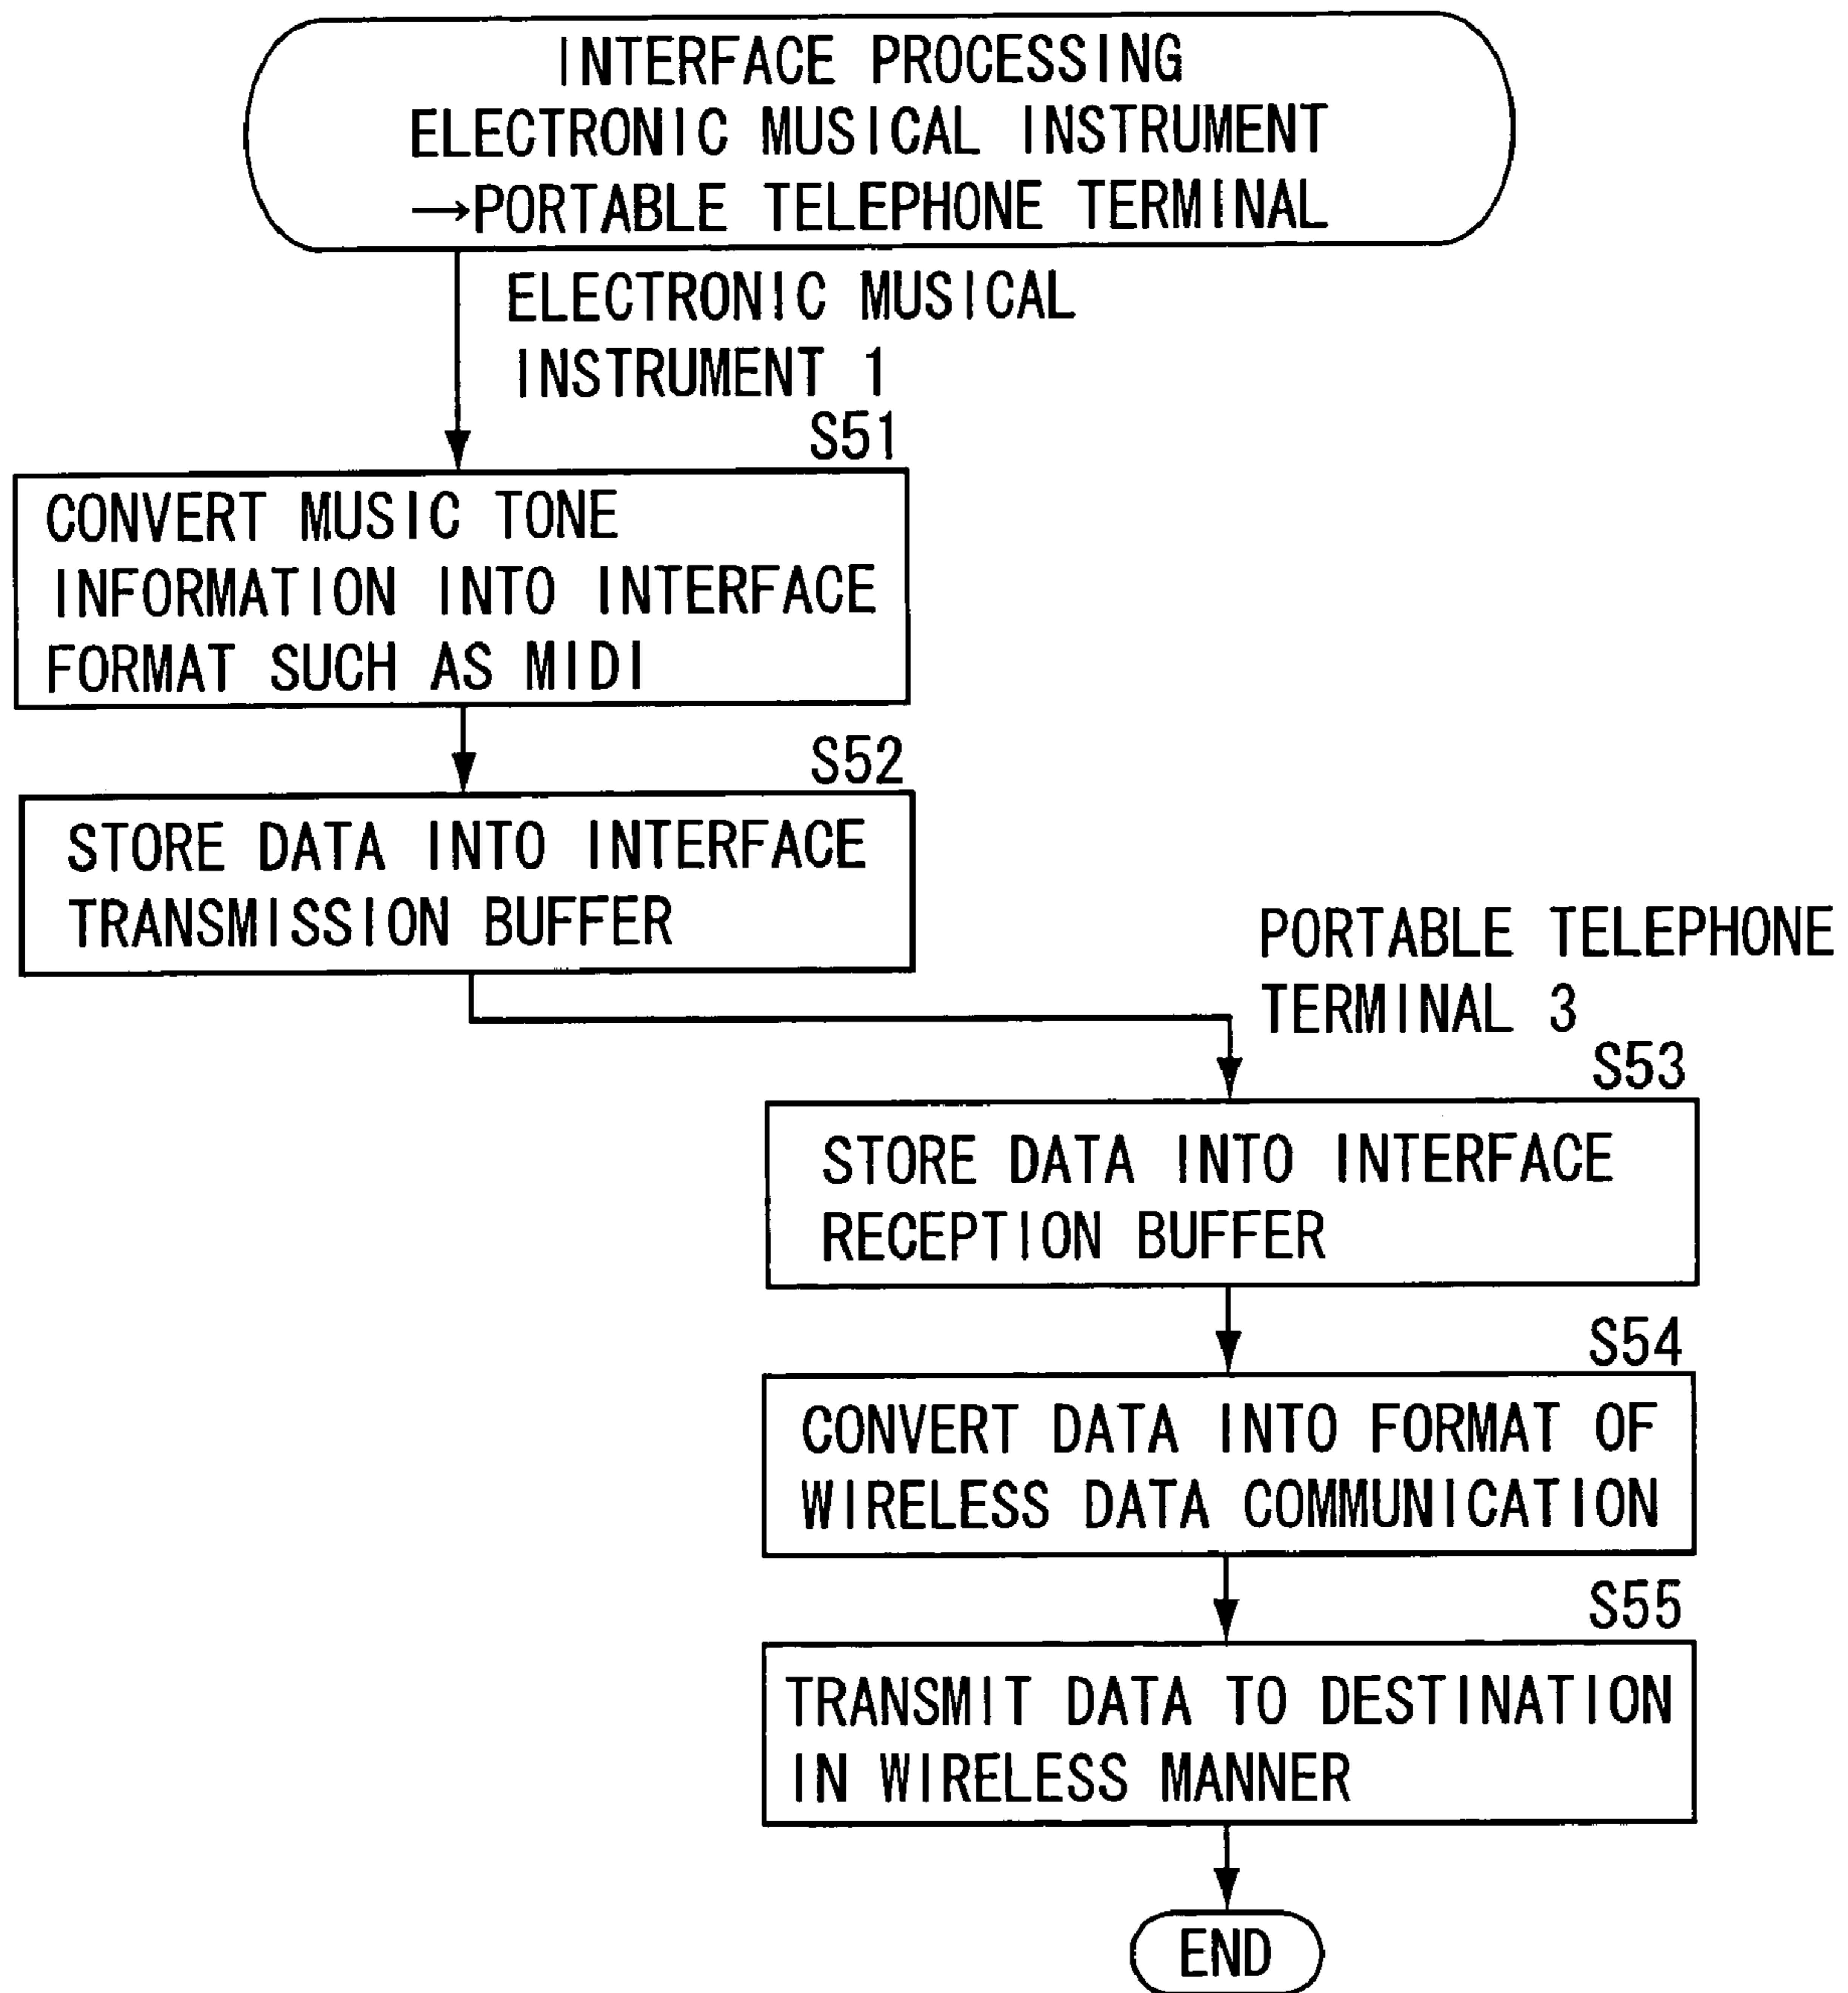 INTERFACE PROCESSING
ELECTRONIC MUSICAL INSTRUMENT
→PORTABLE TELEPHONE TERMINAL
ELECTRONIC MUSICAL
INSTRUMENT 1
S51
CONVERT MUSIC TONE
INFORMATION INTO INTERFACE
FORMAT SUCH AS MIDI
S52
STORE DATA INTO INTERFACE
TRANSMISSION BUFFER
PORTABLE TELEPHONE
TERMINAL 3
S53
STORE DATA INTO INTERFACE
RECEPTION BUFFER
S54
CONVERT DATA INTO FORMAT OF
WIRELESS DATA COMMUNICATION
S55
TRANSMIT DATA TO DESTINATION
IN WIRELESS MANNER
END